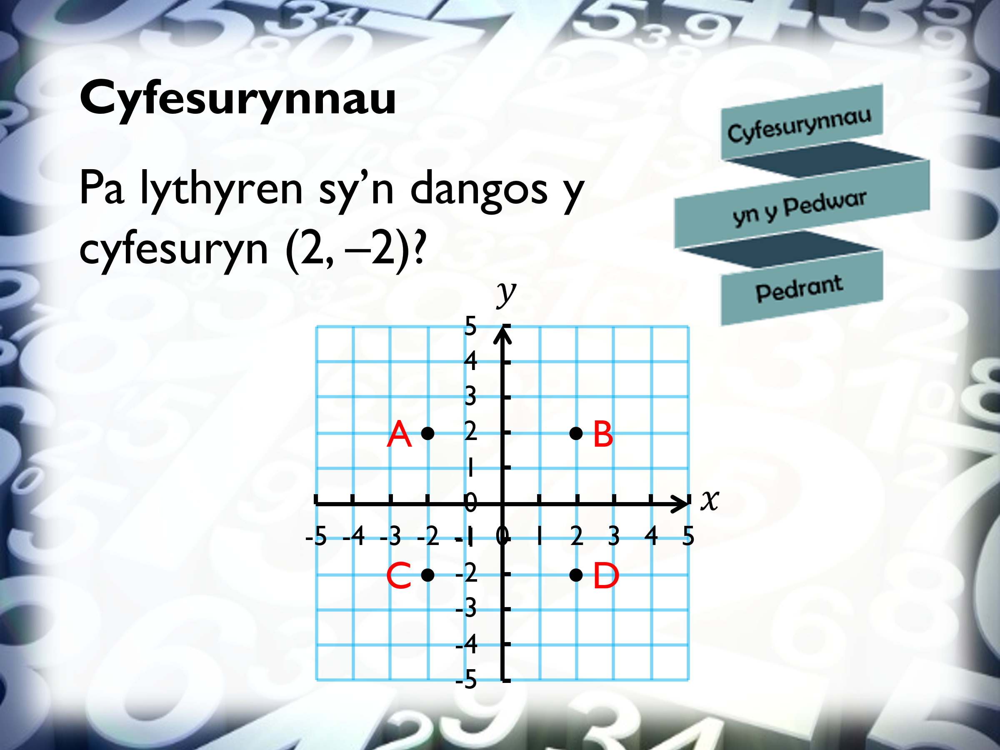 Cyfesurynnau
Cyfesurynnau
yn y Pedwar
Pedrant
Pa lythyren sy’n dangos y
cyfesuryn (2, –2)?
y
5
4
3
A 2 B
1
0 x
-5 -4 -3 -2 -1 0 1 2 3 4 5
-1
C -2 D
-3
-4
-5